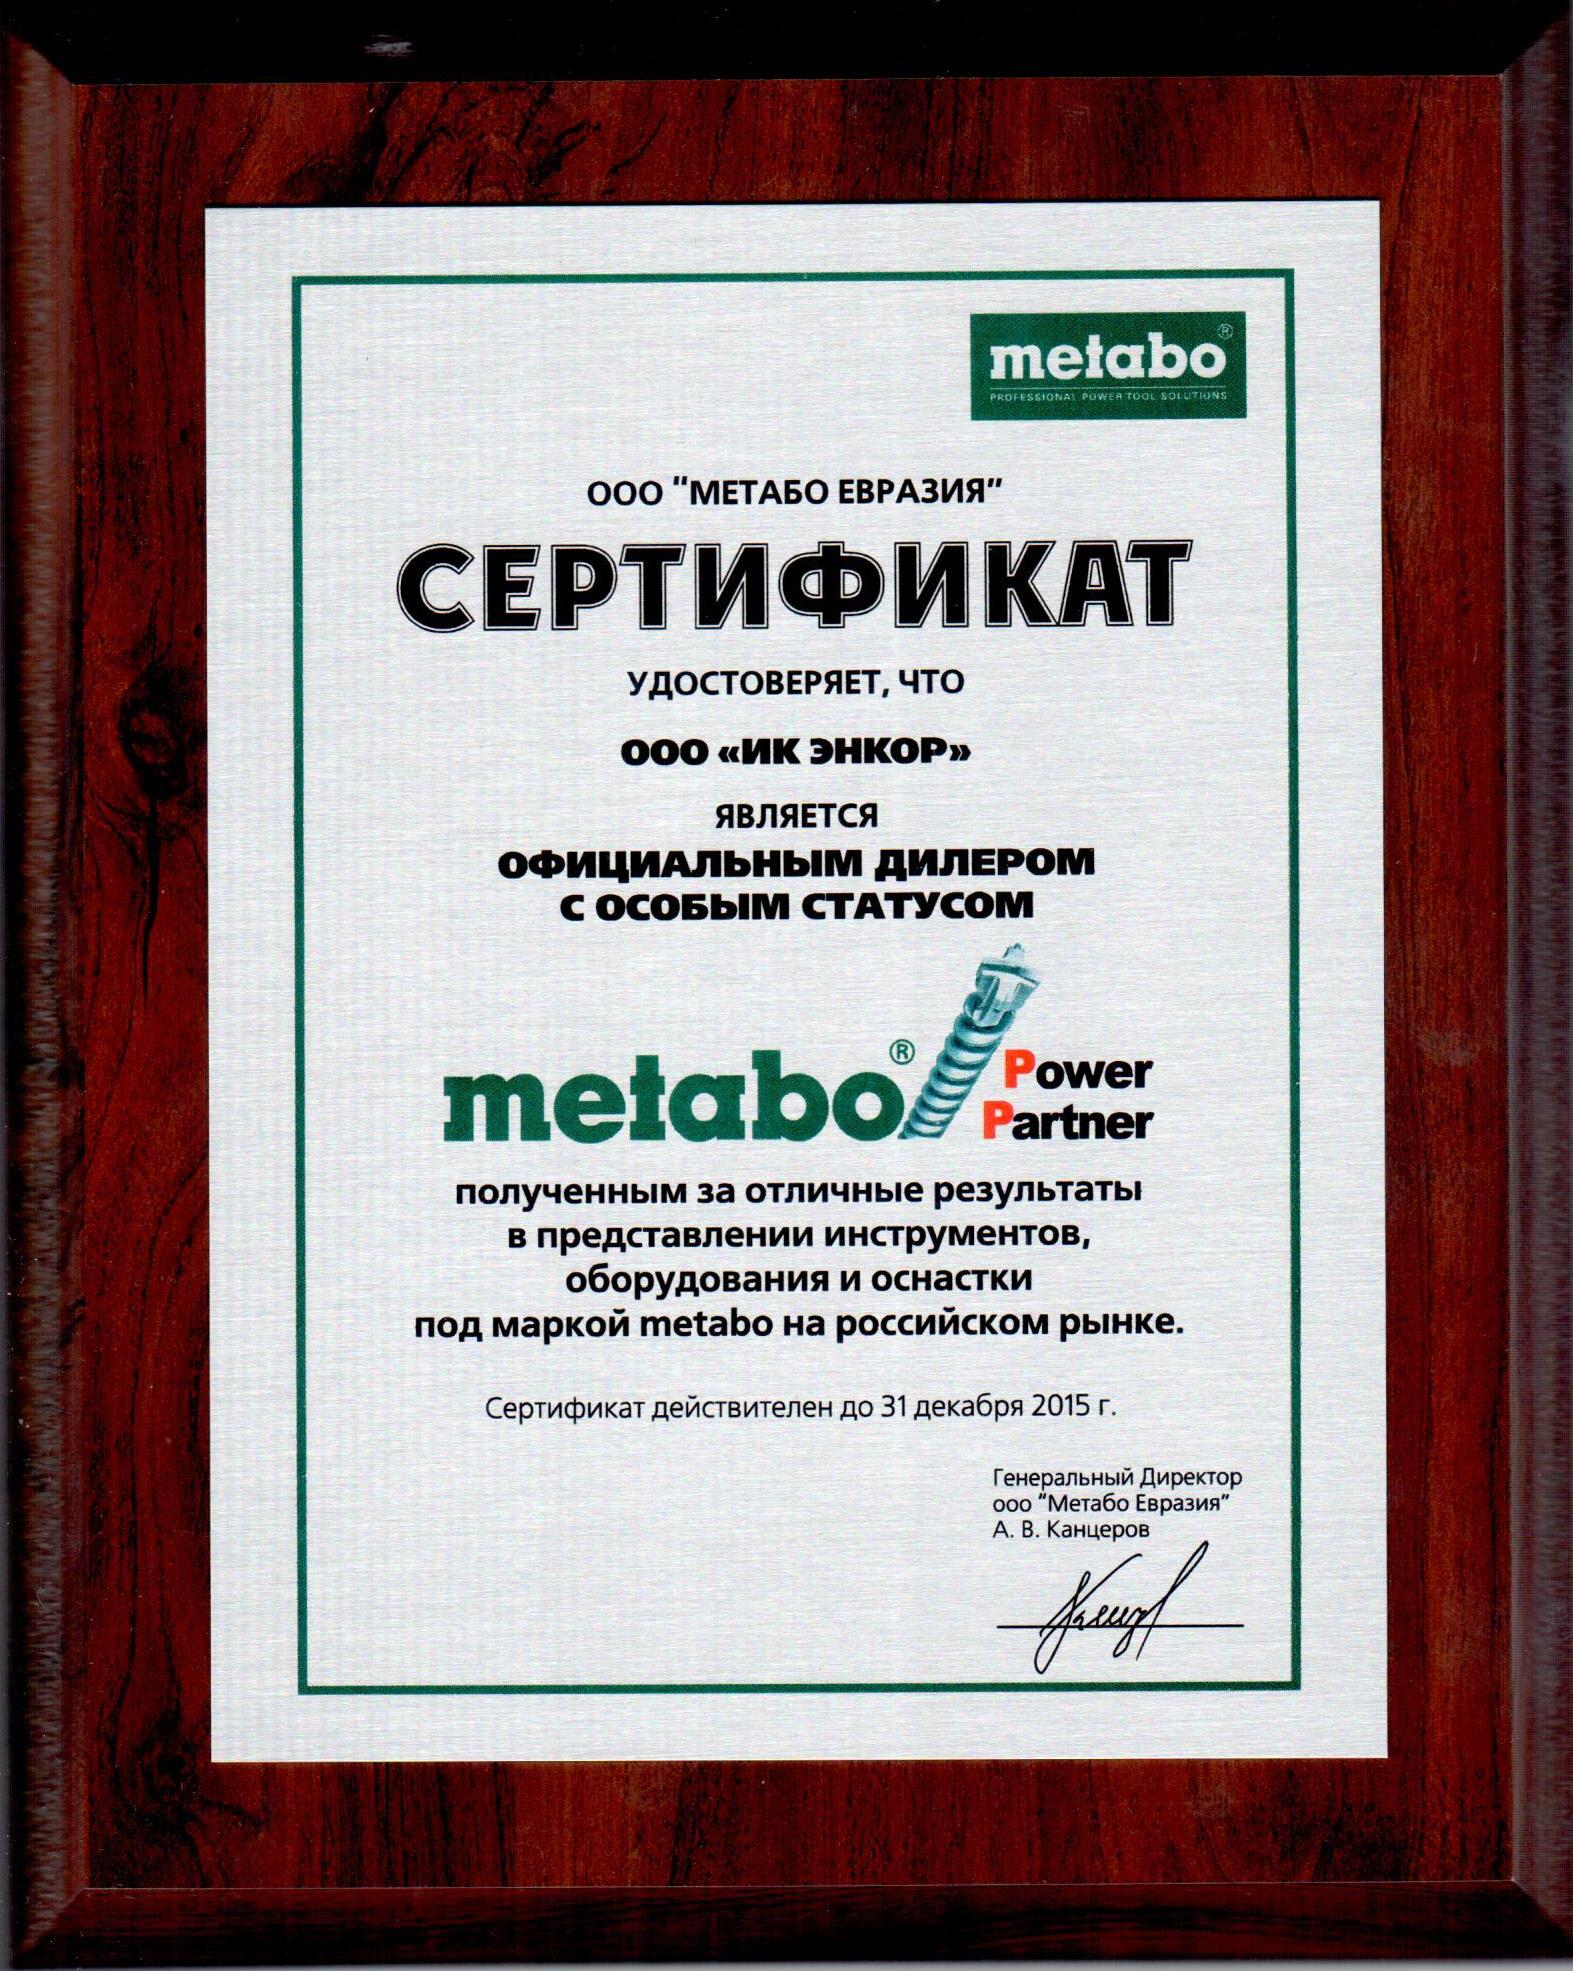 metabo®
PROFESSIONAL POWER TOOL SOLUTIONS
ООО "МЕТАБО ЕВРАЗИЯ"
СЕРТИФИКАТ
УДОСТОВЕРЯЕТ, ЧТО
ООО «ИК ЭНКОР»
ЯВЛЯЕТСЯ
ОФИЦИАЛЬНЫМ ДИЛЕРОМ
С ОСОБЫМ СТАТУСОМ
metabo® Power
Partner
полученным за отличные результаты
в представлении инструментов,
оборудования и оснастки
под маркой metabo на российском рынке.
Сертификат действителен до 31 декабря 2015 г.
Генеральный Директор
ооо "Метабо Евразия"
А. В. Канцеров